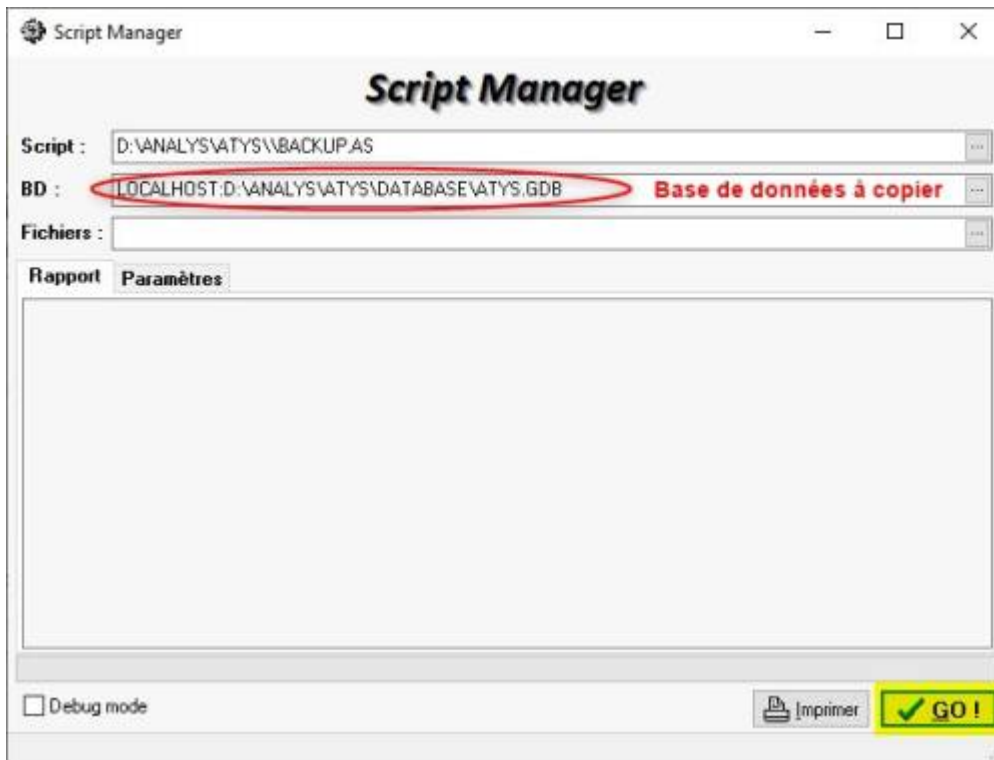 Script Manager
Script Manager
Script : D:\ANALYS\ATYS\\BACKUP.AS ...
BD : LOCALHOST:D:\ANALYS\ATYS\DATABASE\ATYS.GDB Base de données à copier ...
Fichiers : ...
Rapport Paramètres
Debug mode Imprimer GO !